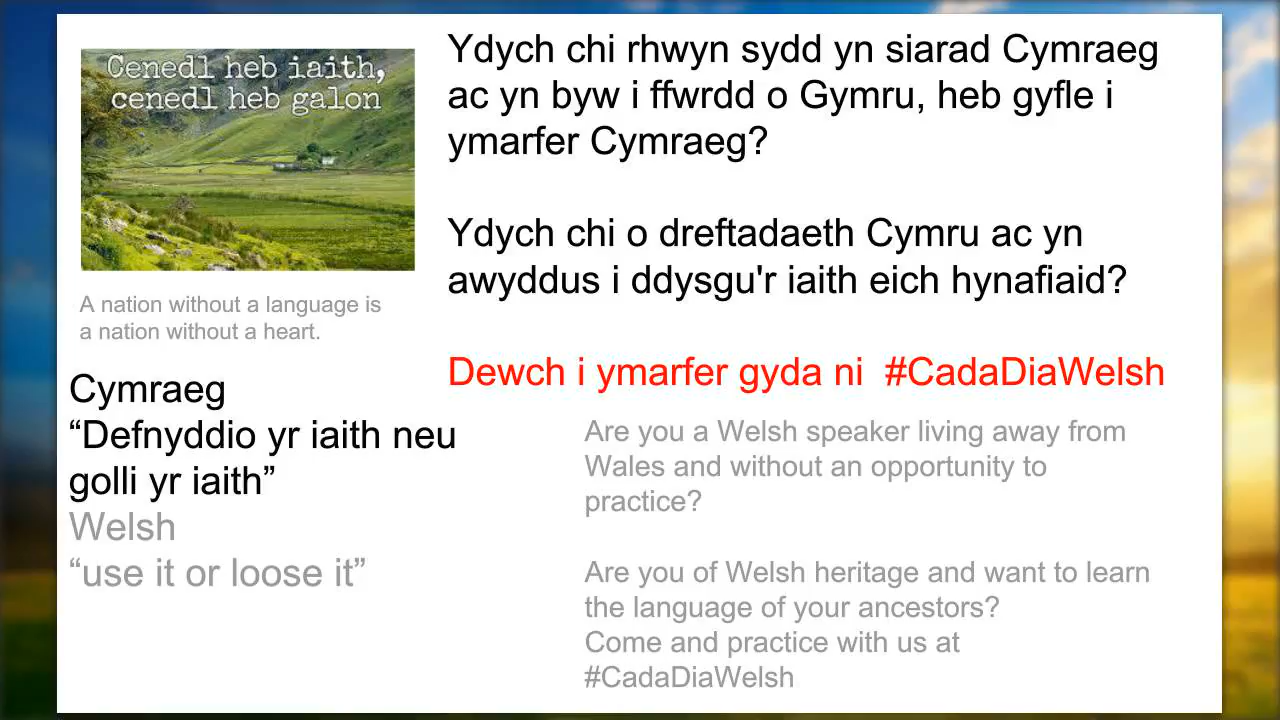 Cenedl heb iaith,
cenedl heb galon
A nation without a language is
a nation without a heart.
Cymraeg
“Defnyddio yr iaith neu
golli yr iaith”
Welsh
“use it or loose it”
Ydych chi rhwyn sydd yn siarad Cymraeg
ac yn byw i ffwrdd o Gymru, heb gyfle i
ymarfer Cymraeg?
Ydych chi o dreftadaeth Cymru ac yn
awyddus i ddysgu'r iaith eich hynafiaid?
Dewch i ymarfer gyda ni  #CadaDiaWelsh
Are you a Welsh speaker living away from
Wales and without an opportunity to
practice?
Are you of Welsh heritage and want to learn
the language of your ancestors?
Come and practice with us at
#CadaDiaWelsh